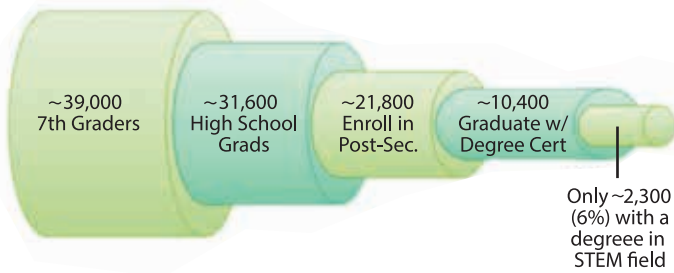 ~39,000
7th Graders
~31,600
High School
Grads
~21,800
Enroll in
Post-Sec.
~10,400
Graduate w/
Degree Cert
Only ~2,300
(6%) with a
degreee in
STEM field